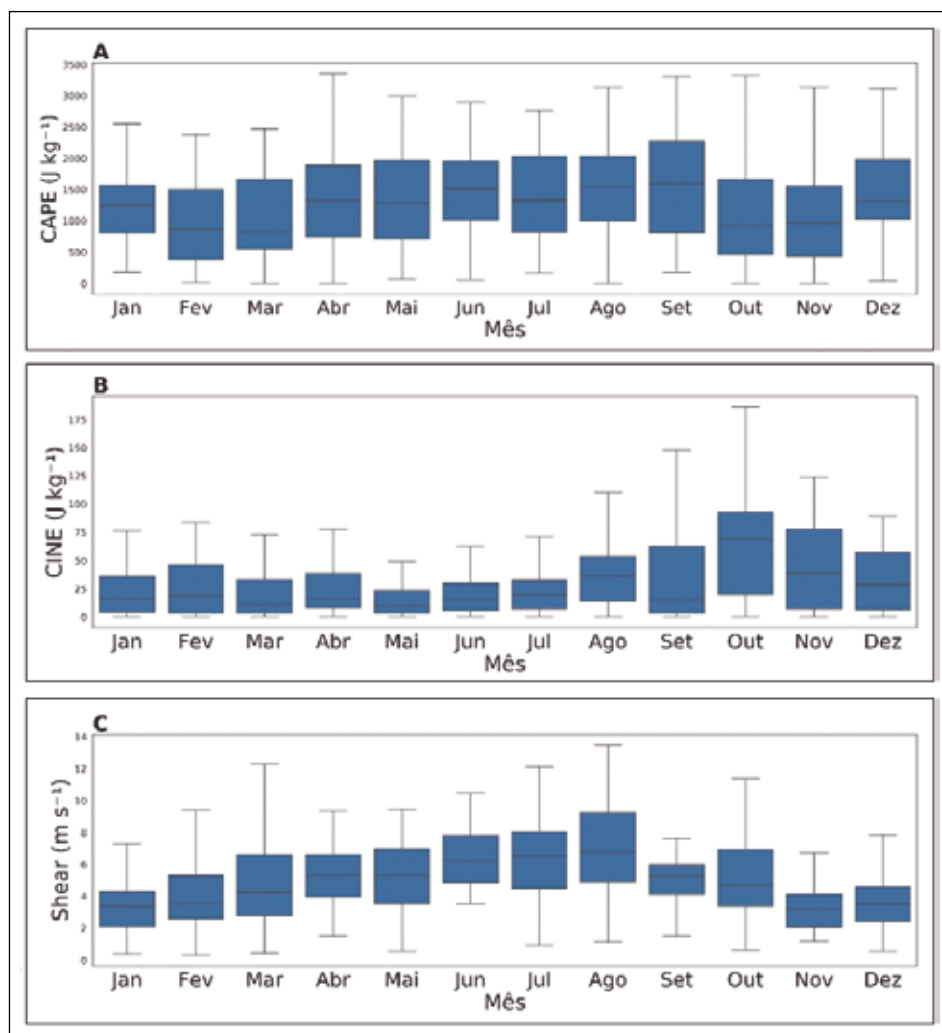 A
CAPE (J kg⁻¹)
3500
3000
2500
2000
1500
1000
500
0
Jan Fev Mar Abr Mai Jun Jul Ago Set Out Nov Dez
Mês
B
CINE (J kg⁻¹)
175
150
125
100
75
50
25
0
Jan Fev Mar Abr Mai Jun Jul Ago Set Out Nov Dez
Mês
C
Shear (m s⁻¹)
14
12
10
8
6
4
2
0
Jan Fev Mar Abr Mai Jun Jul Ago Set Out Nov Dez
Mês